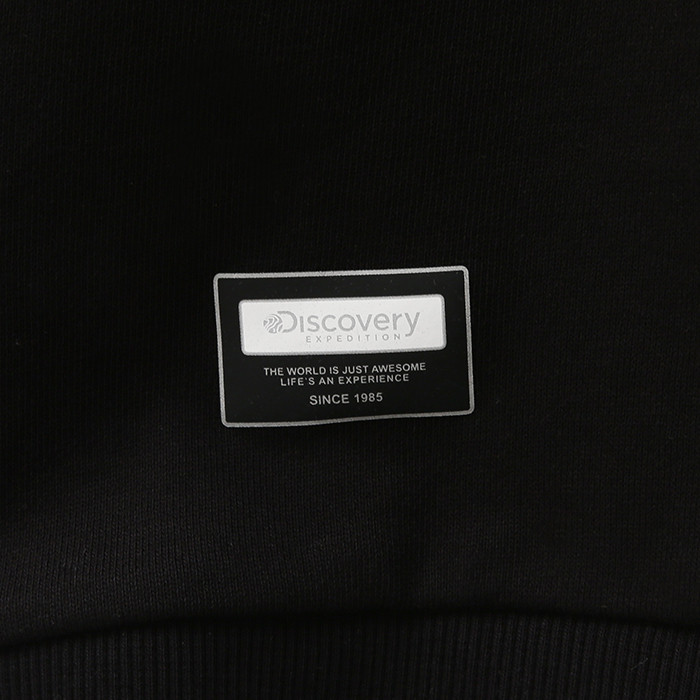 Discovery
EXPEDITION
THE WORLD IS JUST AWESOME
LIFE'S AN EXPERIENCE
SINCE 1985